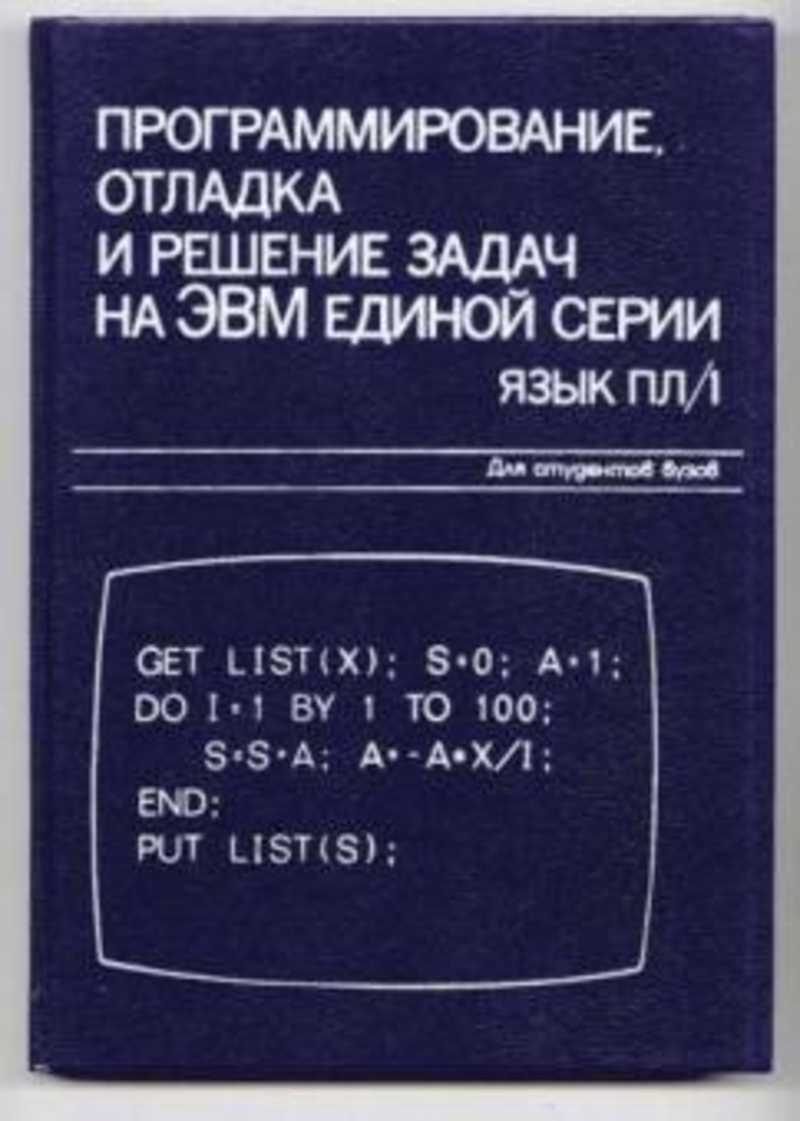 ПРОГРАММИРОВАНИЕ,
ОТЛАДКА
И РЕШЕНИЕ ЗАДАЧ
НА ЭВМ ЕДИНОЙ СЕРИИ
ЯЗЫК ПЛ/1
Для студентов вузов
GET LIST(X); S=0; A=1;
DO I=1 BY 1 TO 100;
S=S+A; A=-A*X/I;
END;
PUT LIST(S);